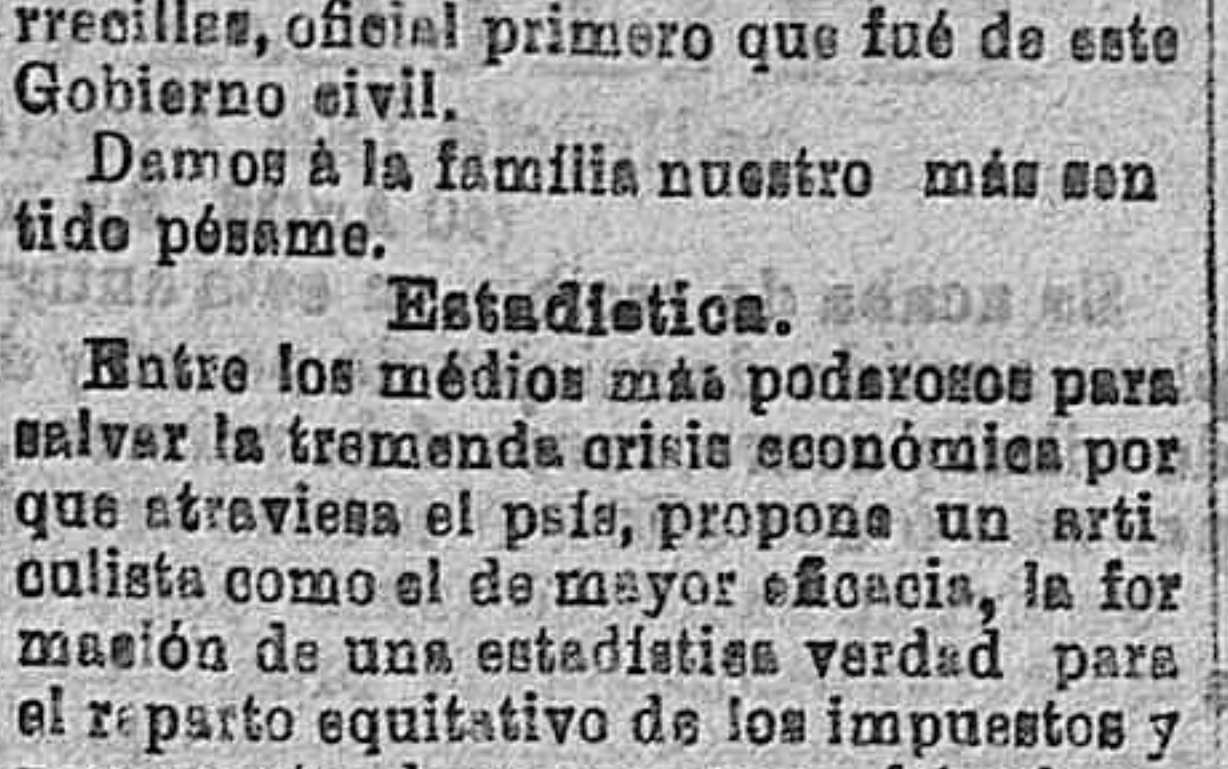 rrecillas, oficial primero que fué de este
Gobierno civil.
Damos à la família nuestro más sen
tido pésame.
Estadística.
Entre los médios más poderosos para
salvar la tremenda crisis económica por
que atraviesa el país, propone un arti
culista como el de mayor eficacia, la for
mación de una estadística verdad para
el reparto equitativo de los impuestos y